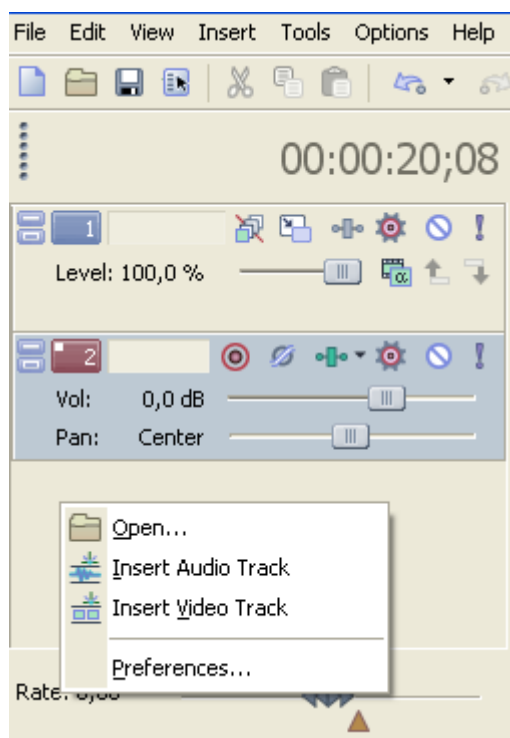 File Edit View Insert Tools Options Help
00:00:20;08
1
Level: 100,0 %
α
2
Vol: 0,0 dB
Pan: Center
Open...
Insert Audio Track
Insert Video Track
Preferences...
Rate: